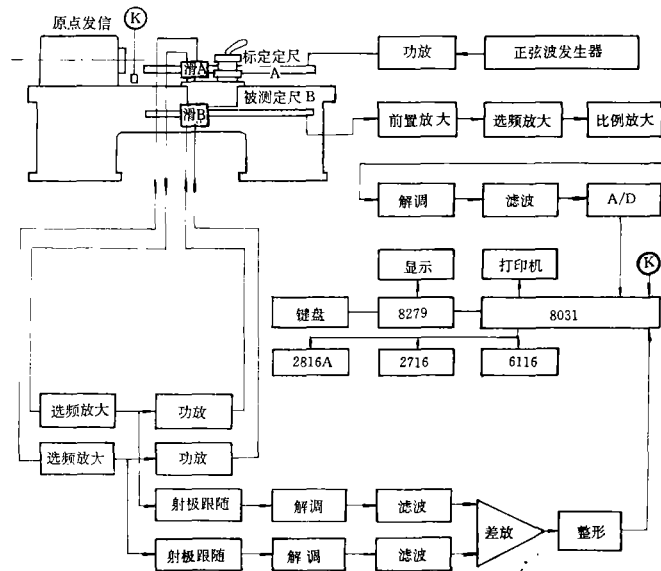 原点发信
K
滑A
标定定尺
A
功放
正弦波发生器
被测定尺B
滑B
前置放大
选频放大
比例放大
解调
滤波
A/D
显示
打印机
K
键盘
8279
8031
2816A
2716
6116
选频放大
功放
选频放大
功放
射极跟随
解调
滤波
差放
整形
射极跟随
解调
滤波